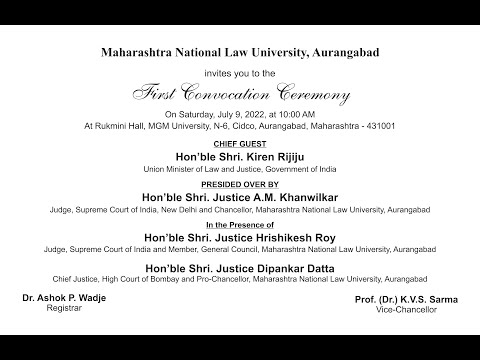 Maharashtra National Law University, Aurangabad
invites you to the
First Convocation Ceremony
On Saturday, July 9, 2022, at 10:00 AM
At Rukmini Hall, MGM University, N-6, Cidco, Aurangabad, Maharashtra - 431001
CHIEF GUEST
Hon'ble Shri. Kiren Rijiju
Union Minister of Law and Justice, Government of India
PRESIDED OVER BY
Hon'ble Shri. Justice A.M. Khanwilkar
Judge, Supreme Court of India, New Delhi and Chancellor, Maharashtra National Law University, Aurangabad
In the Presence of
Hon'ble Shri. Justice Hrishikesh Roy
Judge, Supreme Court of India and Member, General Council, Maharashtra National Law University, Aurangabad
Hon'ble Shri. Justice Dipankar Datta
Chief Justice, High Court of Bombay and Pro-Chancellor, Maharashtra National Law University, Aurangabad
Dr. Ashok P. Wadje
Registrar
Prof. (Dr.) K.V.S. Sarma
Vice-Chancellor